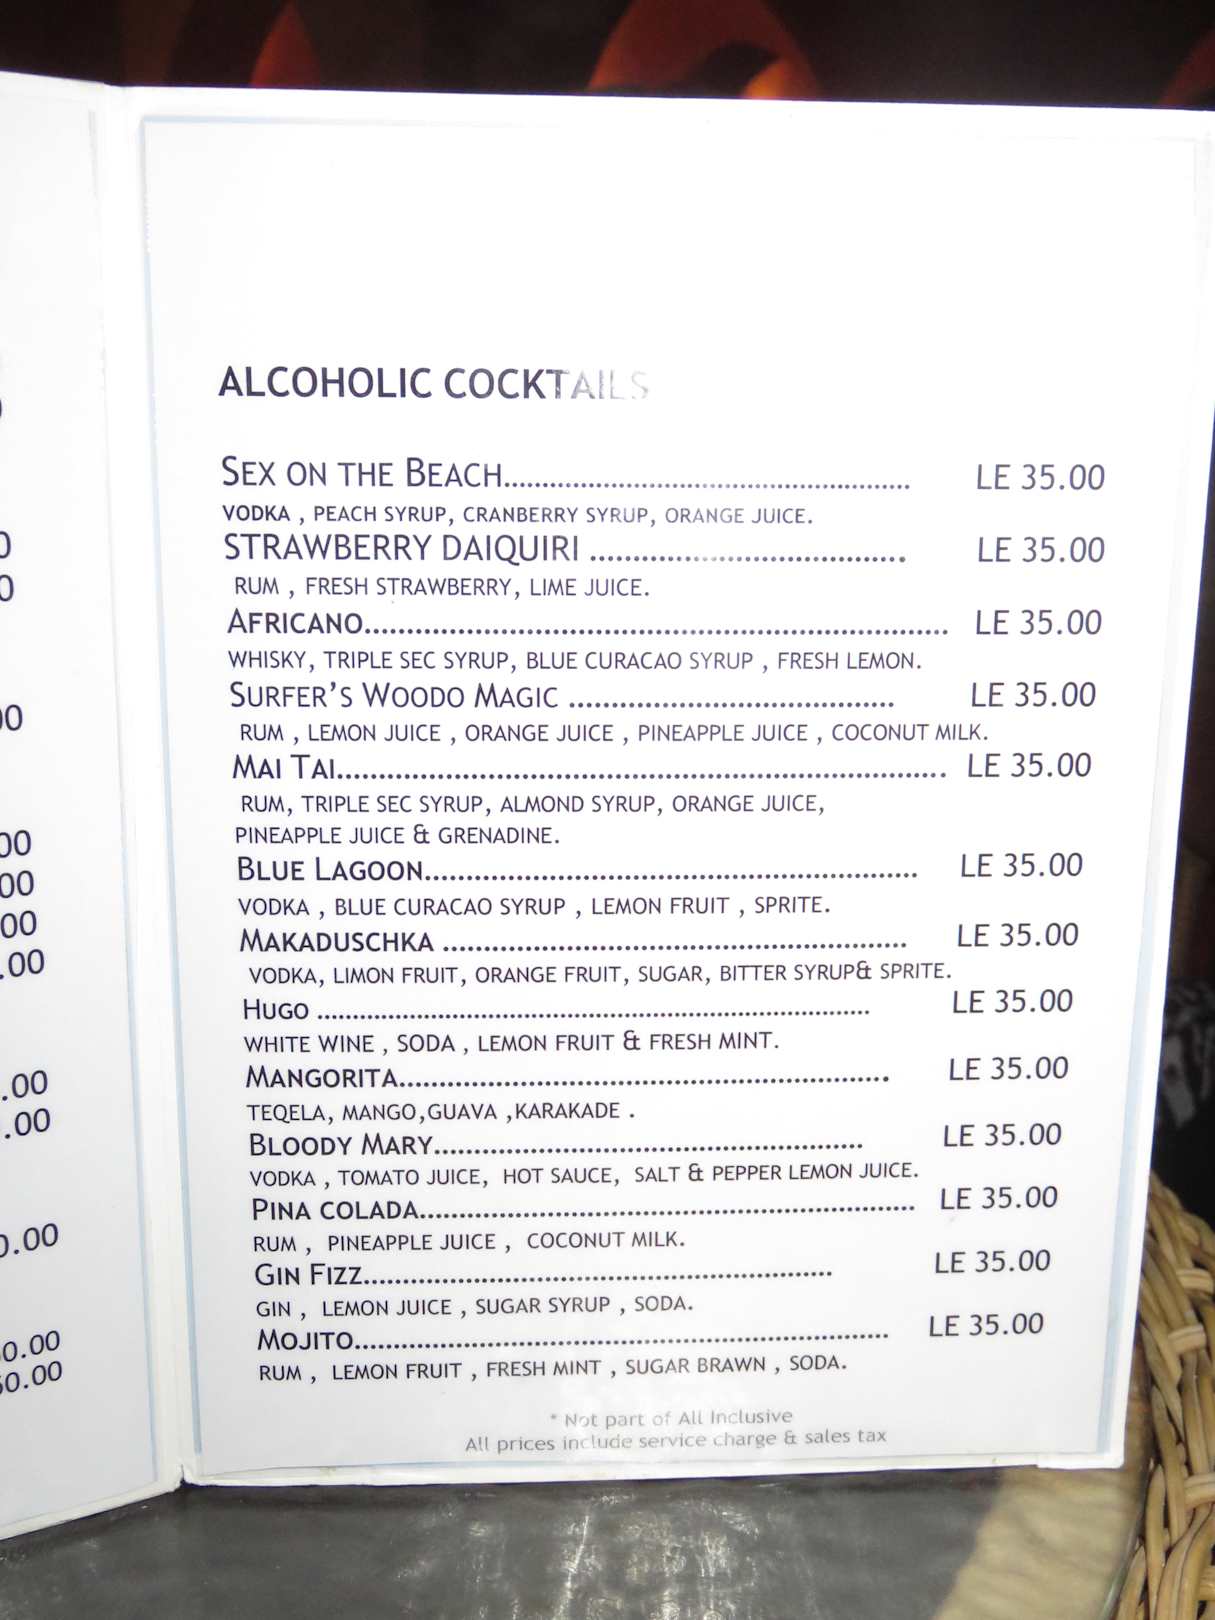 ALCOHOLIC COCKTAILS
SEX ON THE BEACH................................................ LE 35.00
VODKA , PEACH SYRUP, CRANBERRY SYRUP, ORANGE JUICE.
STRAWBERRY DAIQUIRI ..................................... LE 35.00
RUM , FRESH STRAWBERRY, LIME JUICE.
AFRICANO..................................................................... LE 35.00
WHISKY, TRIPLE SEC SYRUP, BLUE CURACAO SYRUP , FRESH LEMON.
SURFER'S WOODO MAGIC ....................................... LE 35.00
RUM , LEMON JUICE , ORANGE JUICE , PINEAPPLE JUICE , COCONUT MILK.
MAI TAI........................................................................ LE 35.00
RUM, TRIPLE SEC SYRUP, ALMOND SYRUP, ORANGE JUICE,
PINEAPPLE JUICE & GRENADINE.
BLUE LAGOON........................................................... LE 35.00
VODKA , BLUE CURACAO SYRUP , LEMON FRUIT , SPRITE.
MAKADUSCHKA ......................................................... LE 35.00
VODKA, LIMON FRUIT, ORANGE FRUIT, SUGAR, BITTER SYRUP& SPRITE.
HUGO ............................................................................ LE 35.00
WHITE WINE , SODA , LEMON FRUIT & FRESH MINT.
MANGORITA.............................................................. LE 35.00
TEQELA, MANGO,GUAVA ,KARAKADE .
BLOODY MARY........................................................ LE 35.00
VODKA , TOMATO JUICE, HOT SAUCE, SALT & PEPPER LEMON JUICE.
PINA COLADA............................................................... LE 35.00
RUM , PINEAPPLE JUICE , COCONUT MILK.
GIN FIZZ............................................................. LE 35.00
GIN , LEMON JUICE , SUGAR SYRUP , SODA.
MOJITO.................................................................... LE 35.00
RUM , LEMON FRUIT , FRESH MINT , SUGAR BRAWN , SODA.
* Not part of All Inclusive
All prices include service charge & sales tax